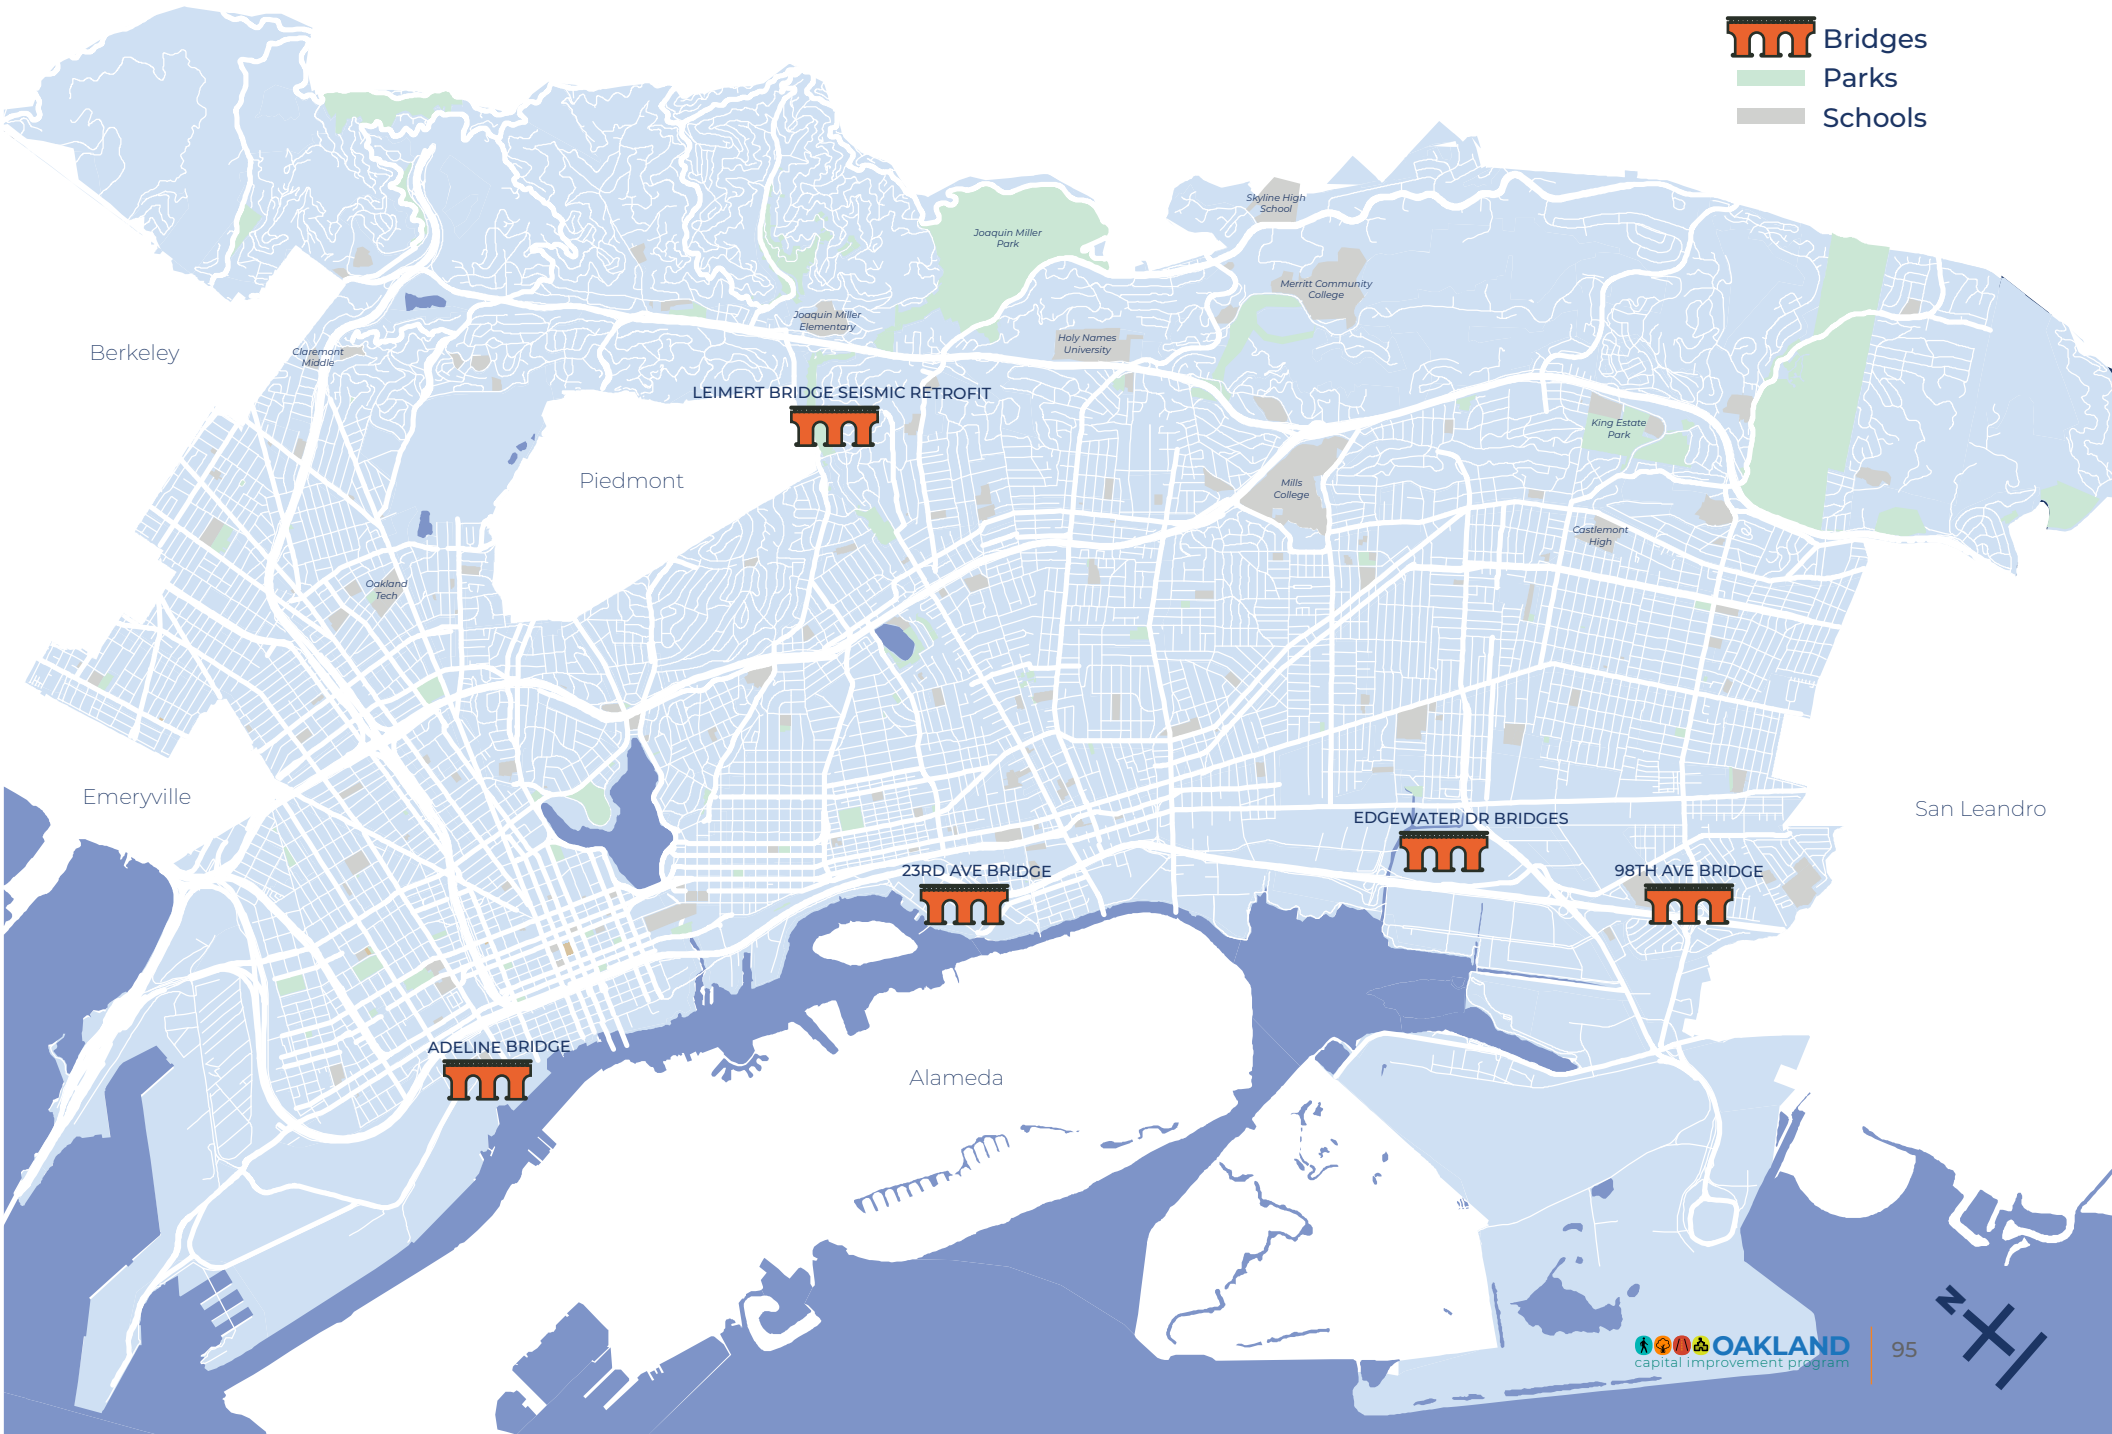 Bridges
Parks
Schools
Skyline High
School
Joaquin Miller
Park
Merritt Community
College
Joaquin Miller
Elementary
Holy Names
University
Berkeley
Claremont
Middle
LEIMERT BRIDGE SEISMIC RETROFIT
King Estate
Park
Piedmont
Mills
College
Castlemont
High
Oakland
Tech
Emeryville
San Leandro
EDGEWATER DR BRIDGES
23RD AVE BRIDGE
98TH AVE BRIDGE
ADELINE BRIDGE
Alameda
N
OAKLAND
capital improvement program
95